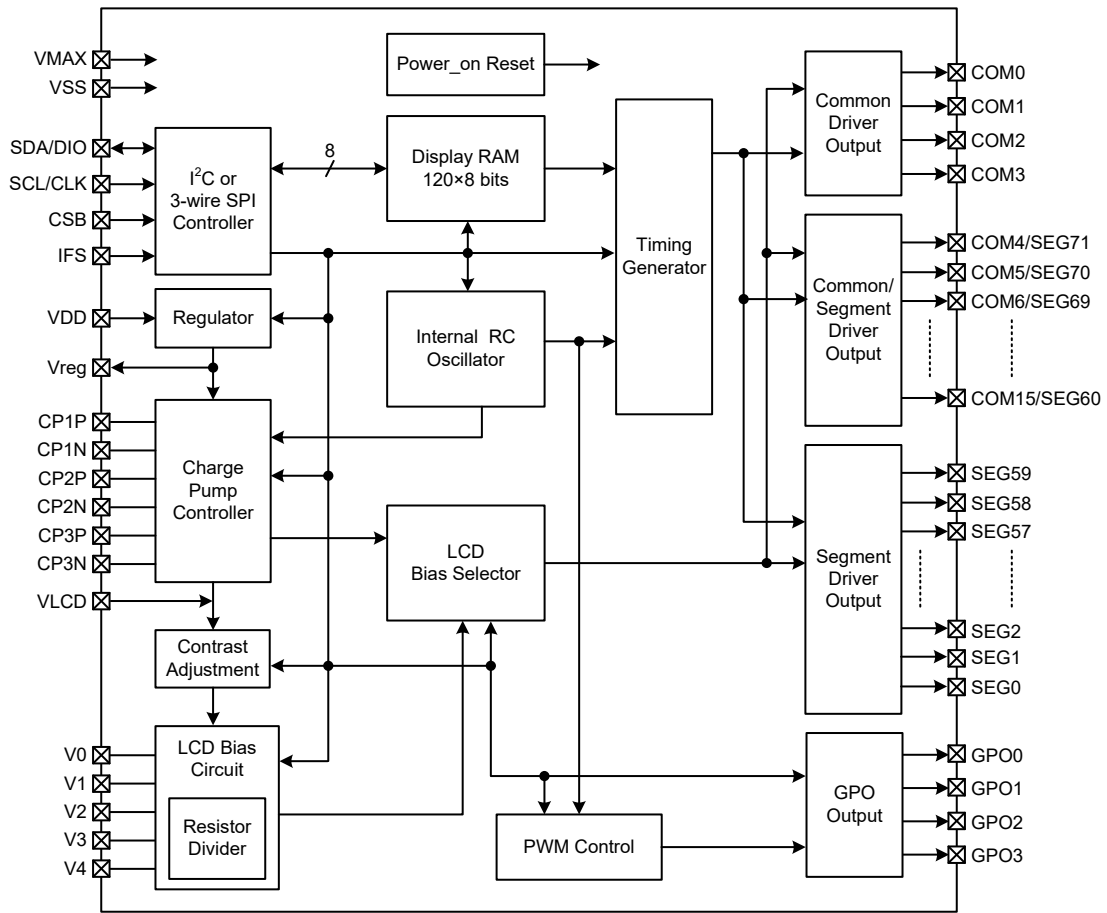 VMAX
VSS
SDA/DIO
SCL/CLK
CSB
IFS
VDD
Vreg
CP1P
CP1N
CP2P
CP2N
CP3P
CP3N
VLCD
V0
V1
V2
V3
V4
I²C or
3-wire SPI
Controller
Regulator
Charge
Pump
Controller
Contrast
Adjustment
LCD Bias
Circuit
Resistor
Divider
8
Power_on Reset
Display RAM
120×8 bits
Internal RC
Oscillator
LCD
Bias Selector
PWM Control
Timing
Generator
Common
Driver
Output
Common/
Segment
Driver
Output
Segment
Driver
Output
GPO
Output
COM0
COM1
COM2
COM3
COM4/SEG71
COM5/SEG70
COM6/SEG69
COM15/SEG60
SEG59
SEG58
SEG57
SEG2
SEG1
SEG0
GPO0
GPO1
GPO2
GPO3